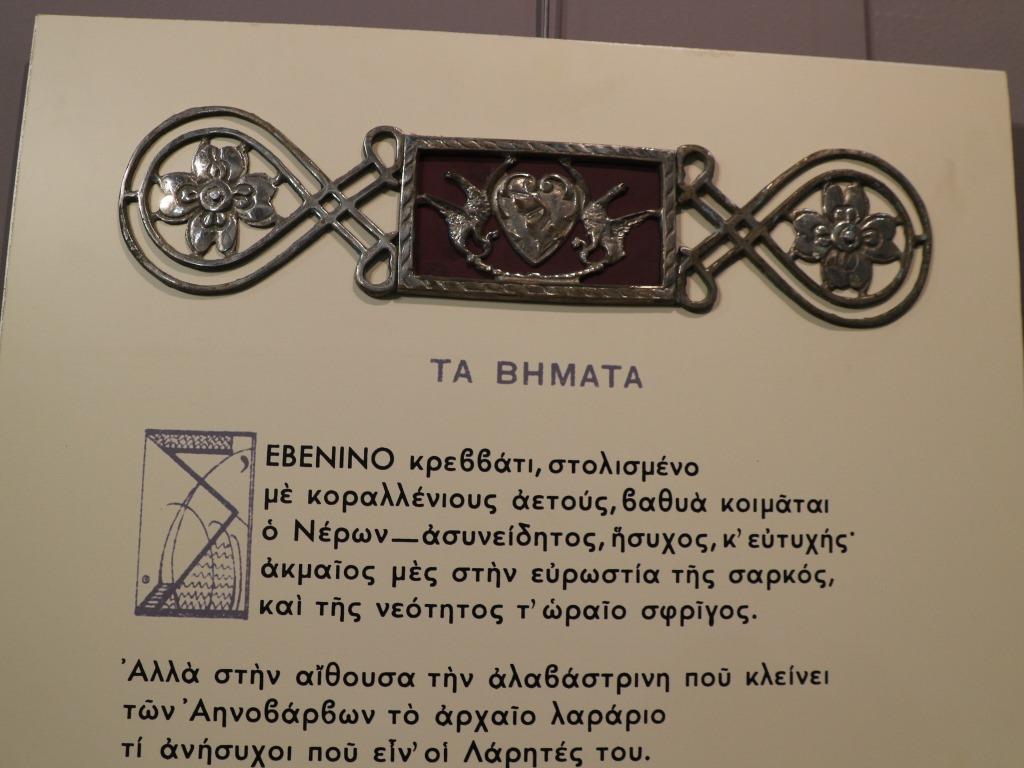 ΤΑ ΒΗΜΑΤΑ
Σ' ΕΒΕΝΙΝΟ κρεββάτι, στολισμένο
μὲ κοραλλένιους ἀετούς, βαθυὰ κοιμᾶται
ὁ Νέρων — ἀσυνείδητος, ἥσυχος, κ' εὐτυχής·
ἀκμαῖος μὲς στὴν εὐρωστία τῆς σαρκός,
καὶ τῆς νεότητος τ' ὡραῖο σφρῖγος.
Ἀλλὰ στὴν αἴθουσα τὴν ἀλαβάστρινη ποῦ κλείνει
τῶν Ἀηνοβάρβων τὸ ἀρχαῖο λαράριο
τί ἀνήσυχοι ποῦ εἶν' οἱ Λάρητές του.